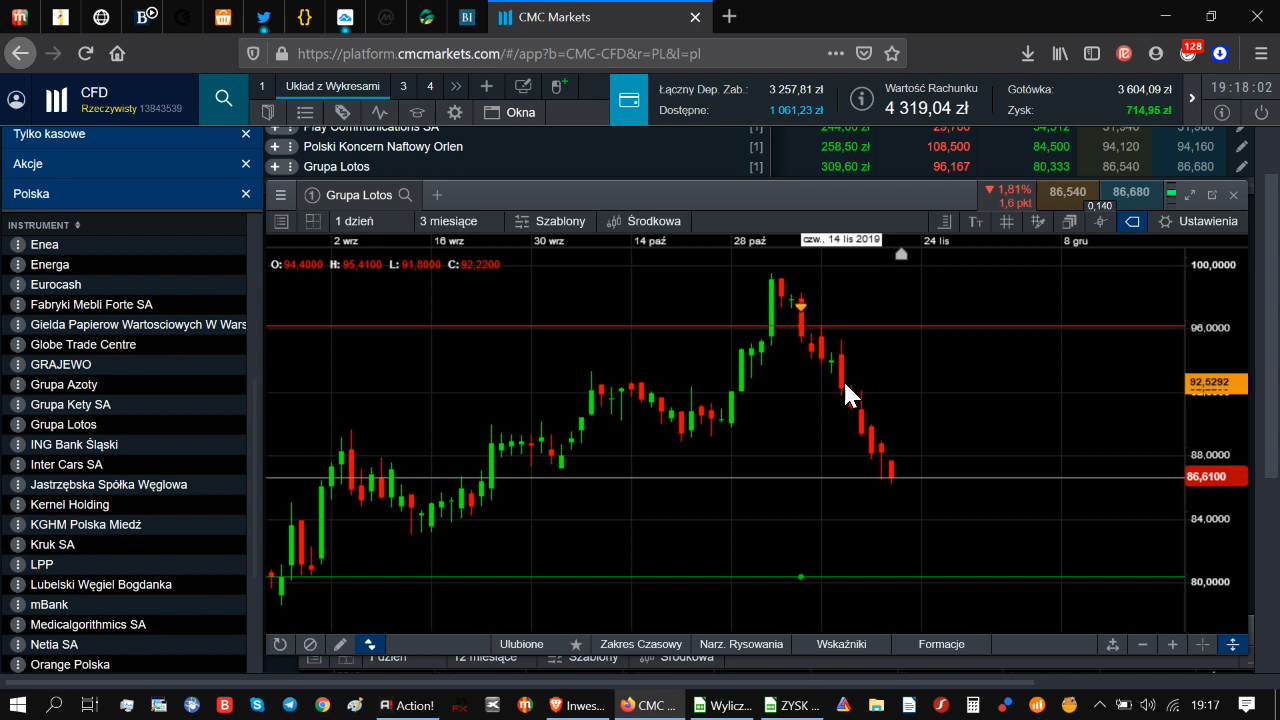 CMC Markets
https://platform.cmcmarkets.com/#/app?b=CMC-CFD&r=PL&l=pl
128
CFD
Rzeczywisty 13843539
1
Układ z Wykresami
3
4
Okna
Łączny Dep. Zab.: 3 257,81 zł
Dostępne: 1 061,23 zł
Wartość Rachunku
4 319,04 zł
Gotówka: 3 604,09 zł
Zysk: 714,95 zł
19:18:02
Tylko kasowe
Akcje
Polska
INSTRUMENT
Enea
Energa
Eurocash
Fabryki Mebli Forte SA
Gielda Papierow Wartosciowych W Wars
Globe Trade Centre
GRAJEWO
Grupa Azoty
Grupa Kety SA
Grupa Lotos
ING Bank Śląski
Inter Cars SA
Jastrzębska Spółka Węglowa
Kernel Holding
KGHM Polska Miedź
Kruk SA
LPP
Lubelski Węgiel Bogdanka
mBank
Medicalgorithmics SA
Netia SA
Orange Polska
Play Communications SA [1]
Polski Koncern Naftowy Orlen [1] 258,50 zł 108,500 84,500 94,120 94,160
Grupa Lotos [1] 309,60 zł 96,167 80,333 86,540 86,680
1 Grupa Lotos
1,81%
1,6 pkt
86,540
86,680
0,140
1 dzień 3 miesiące Szablony Środkowa Ustawienia
2 wrz 16 wrz 30 wrz 14 paź 28 paź czw., 14 lis 2019 24 lis 8 gru
O: 94,4000 H: 95,4100 L: 91,8000 C: 92,2200
100,0000
96,0000
92,5292
88,0000
86,6100
84,0000
80,0000
Ulubione Zakres Czasowy Narz. Rysowania Wskaźniki Formacje
1 dzień 12 miesiące Szablony Środkowa
Action! Inwes... CMC ... Wylicz... ZYSK ... 19:17